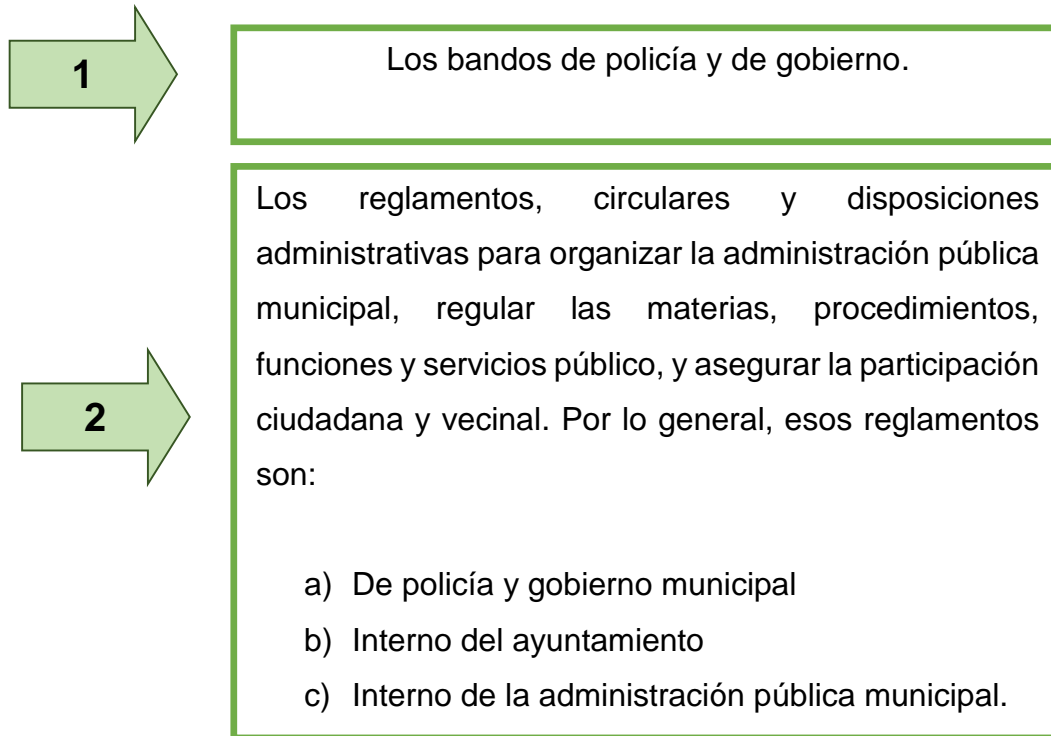 1
Los bandos de policía y de gobierno.
Los reglamentos, circulares y disposiciones
administrativas para organizar la administración pública
municipal, regular las materias, procedimientos,
funciones y servicios público, y asegurar la participación
2
ciudadana y vecinal. Por lo general, esos reglamentos
son:
a) De policía y gobierno municipal
b) Interno del ayuntamiento
c) Interno de la administración pública municipal.